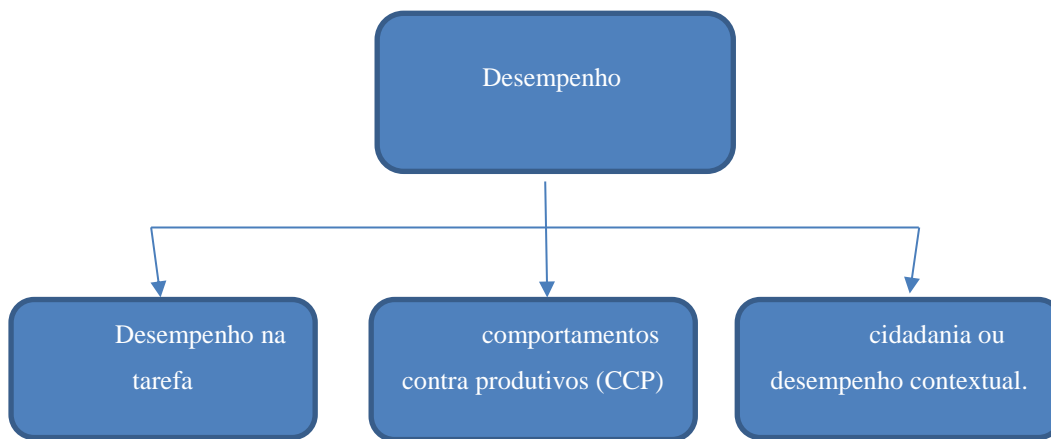 Desempenho
Desempenho na
tarefa
comportamentos
contra produtivos (CCP)
cidadania ou
desempenho contextual.